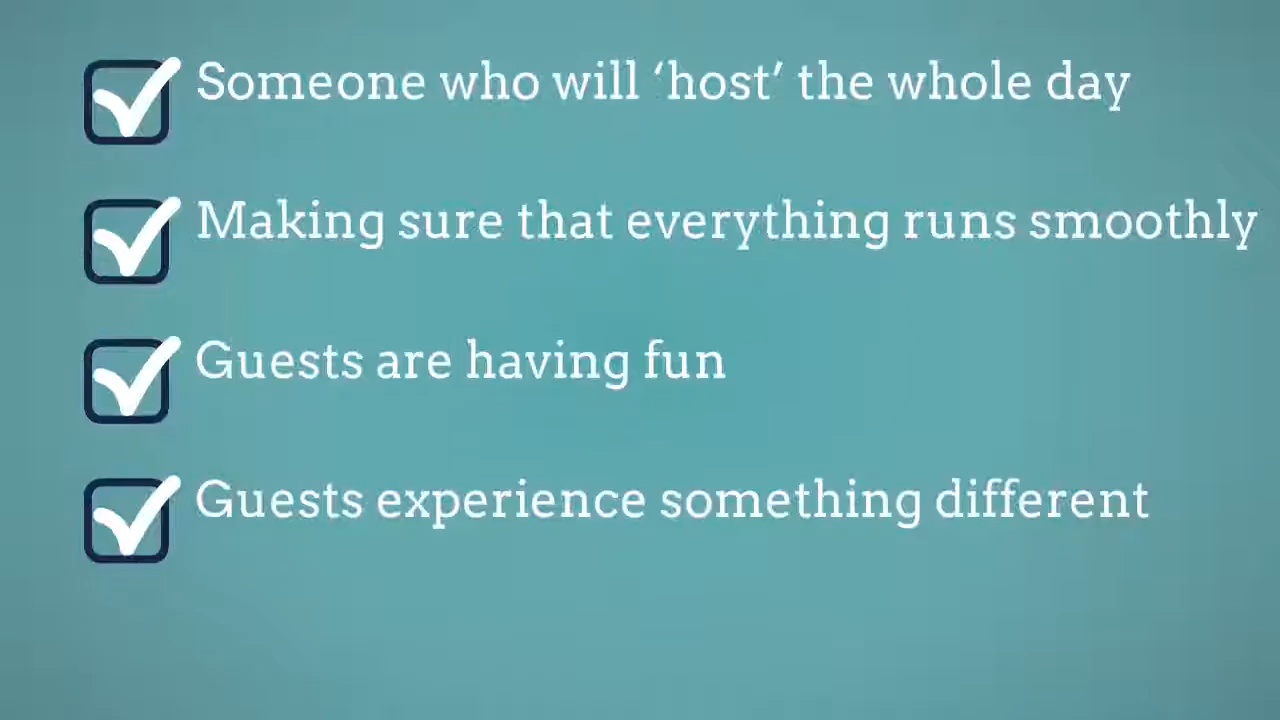 Someone who will ‘host’ the whole day
Making sure that everything runs smoothly
Guests are having fun
Guests experience something different